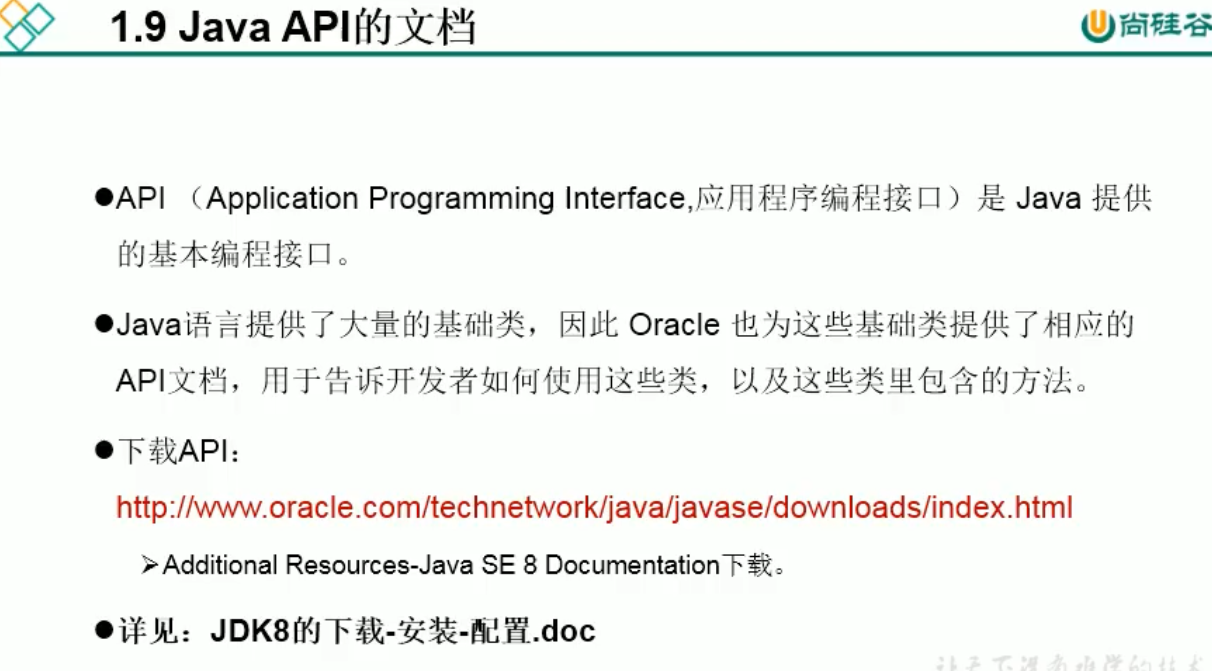 1.9 Java API的文档
尚硅谷
●API （Application Programming Interface,应用程序编程接口）是 Java 提供
的基本编程接口。
●Java语言提供了大量的基础类，因此 Oracle 也为这些基础类提供了相应的
API文档，用于告诉开发者如何使用这些类，以及这些类里包含的方法。
●下载API：
http://www.oracle.com/technetwork/java/javase/downloads/index.html
➢Additional Resources-Java SE 8 Documentation下载。
●详见：JDK8的下载-安装-配置.doc